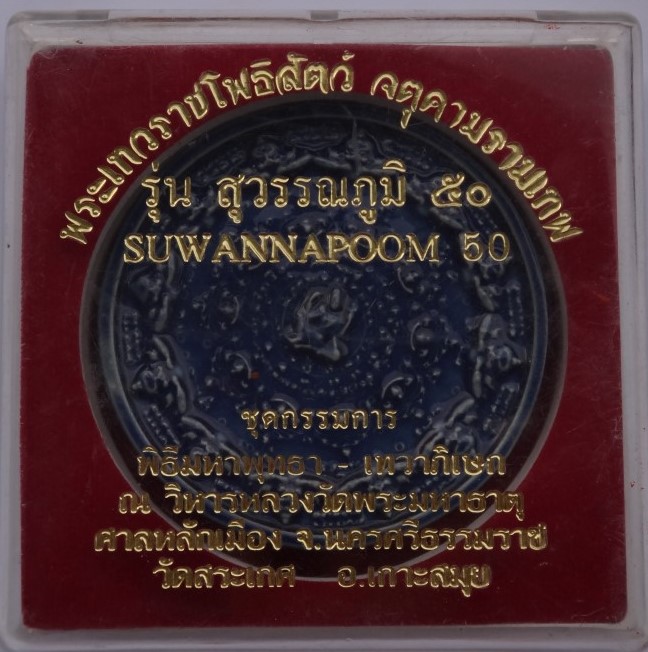 พระเทวราชโพธิสัตว์ จตุคามรามเทพ
รุ่น สุวรรณภูมิ ๕๐
SUWANNAPOOM 50
ชุดกรรมการ
พิธีมหาพุทธา - เทวาภิเษก
ณ วิหารหลวงวัดพระมหาธาตุ
ศาลหลักเมือง จ.นครศรีธรรมราช
วัดสระเกศ อ.เกาะสมุย